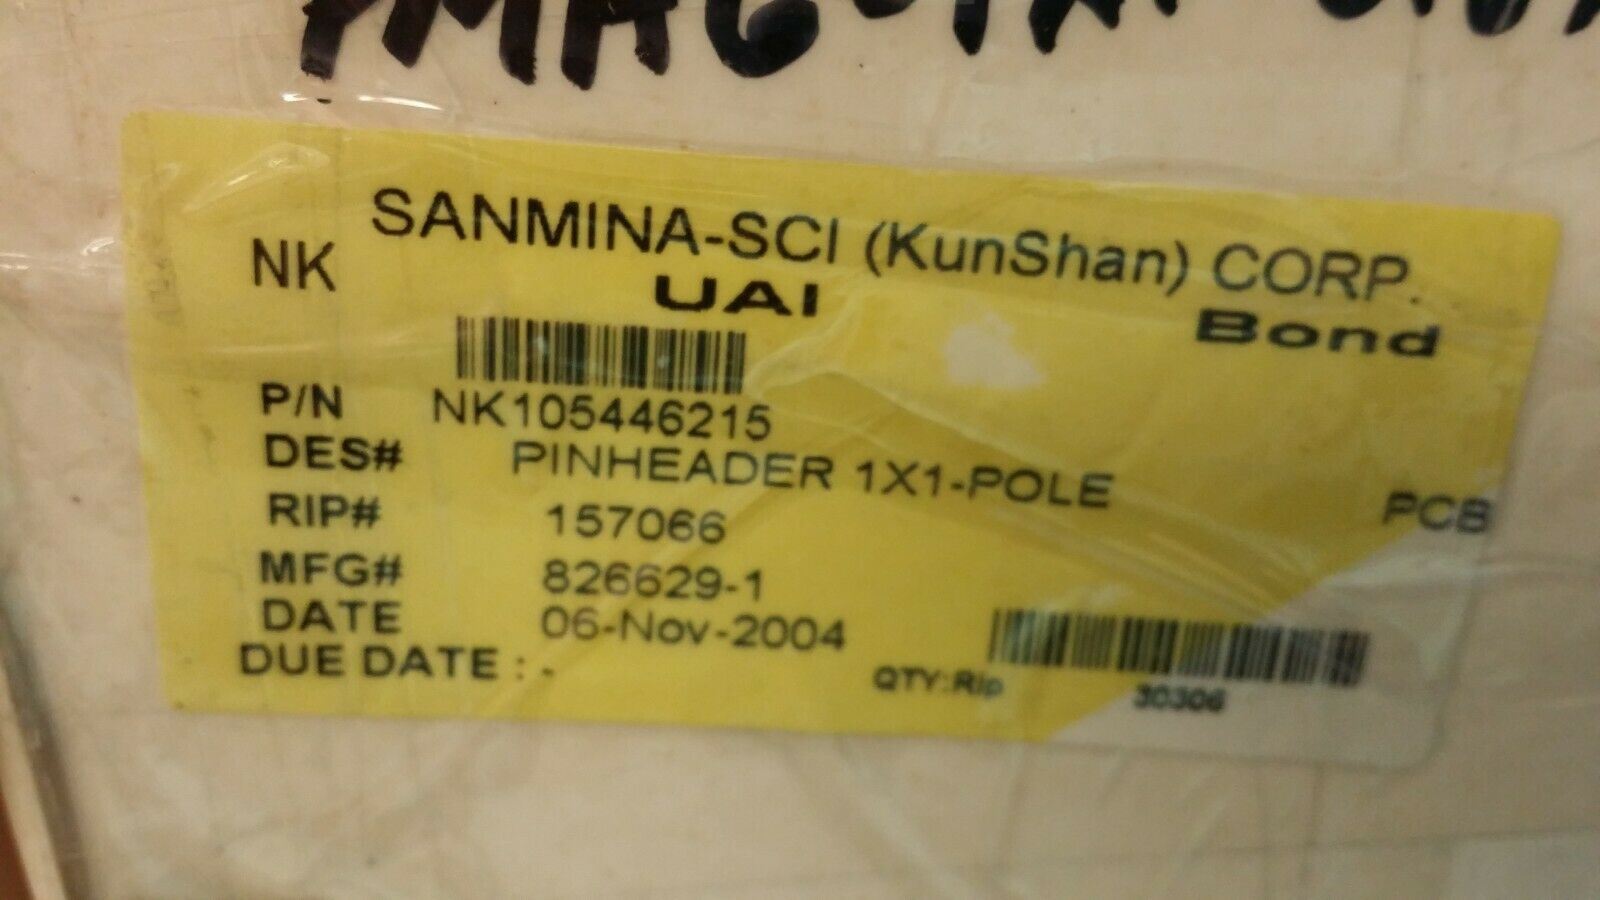 SANMINA-SCI (KunShan) CORP.
NK UAI Bond
P/N NK105446215
DES# PINHEADER 1X1-POLE PCB
RIP# 157066
MFG# 826629-1
DATE 06-Nov-2004
DUE DATE : - QTY:Rip 30306